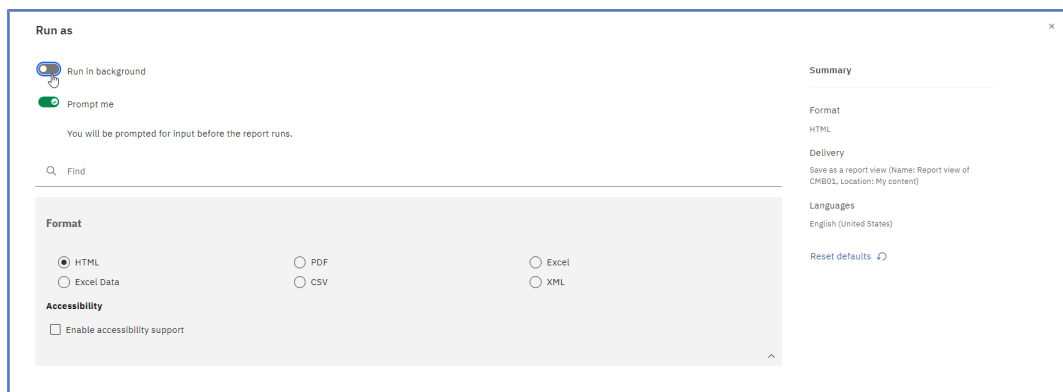 Run as
Run in background
Prompt me
You will be prompted for input before the report runs.
Find
Format
HTML
PDF
Excel
Excel Data
CSV
XML
Accessibility
Enable accessibility support
Summary
Format
HTML
Delivery
Save as a report view (Name: Report view of
CMB01, Location: My content)
Languages
English (United States)
Reset defaults